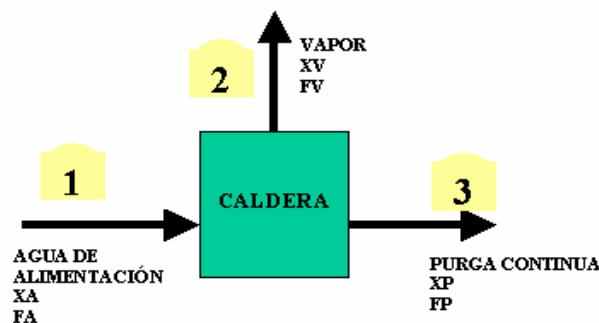 2
VAPOR
XV
FV
1
CALDERA
3
AGUA DE
ALIMENTACIÓN
XA
FA
PURGA CONTINUA
XP
FP